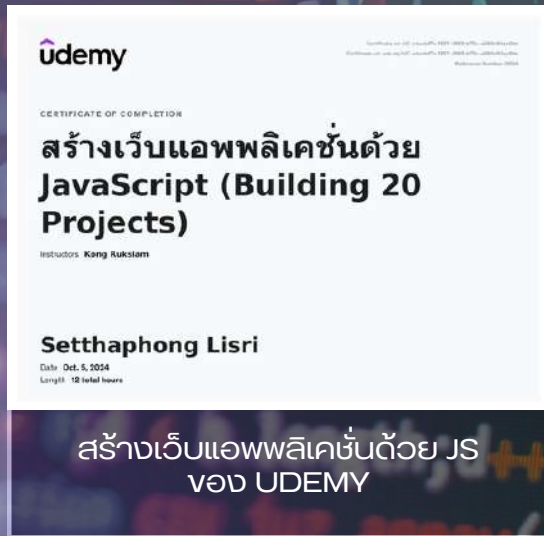 ûdemy
CERTIFICATE OF COMPLETION
สร้างเว็บแอพพลิเคชั่นด้วย
JavaScript (Building 20
Projects)
Instructors Kong Ruksiam
Setthaphong Lisri
Date Oct. 5, 2024
Length 12 total hours
สร้างเว็บแอพพลิเคชั่นด้วย JS
ของ UDEMY